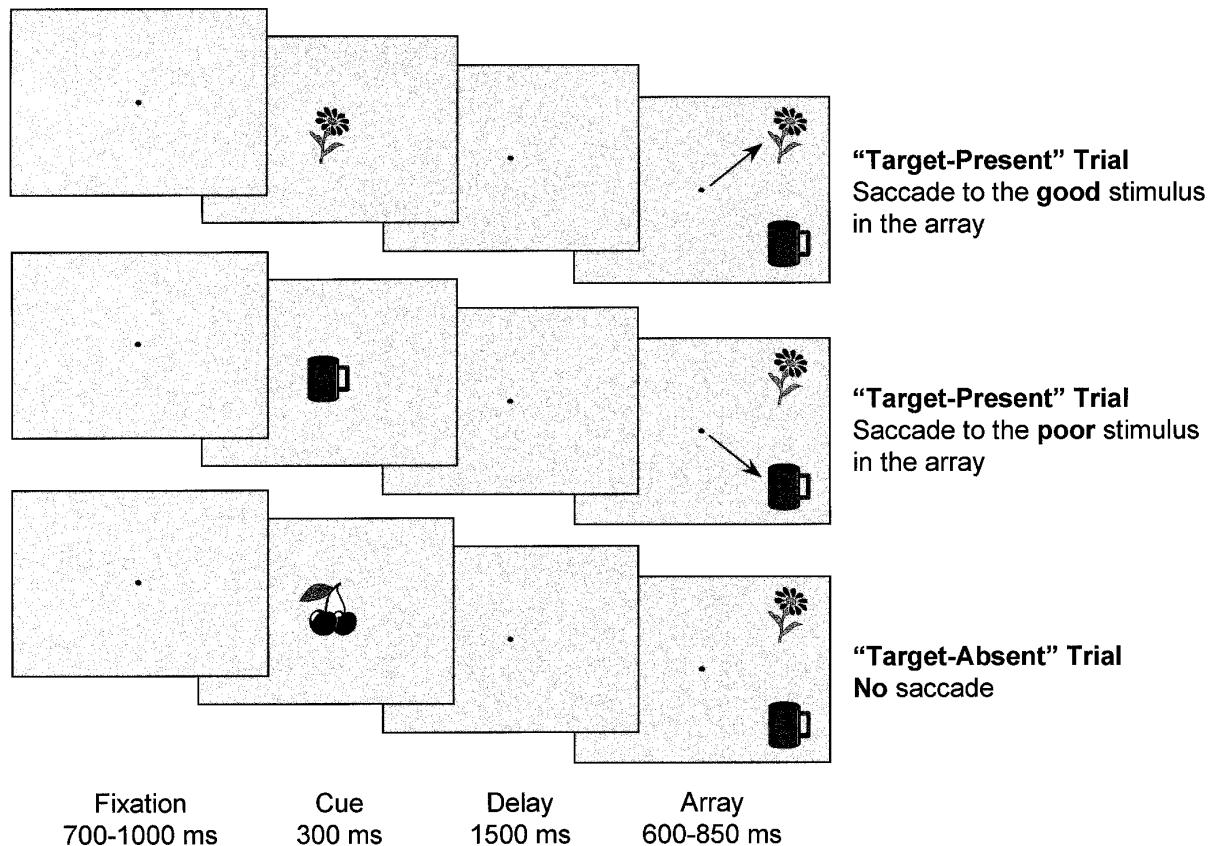 “Target-Present” Trial
Saccade to the good stimulus
in the array
“Target-Present” Trial
Saccade to the poor stimulus
in the array
“Target-Absent” Trial
No saccade
Fixation
700-1000 ms
Cue
300 ms
Delay
1500 ms
Array
600-850 ms